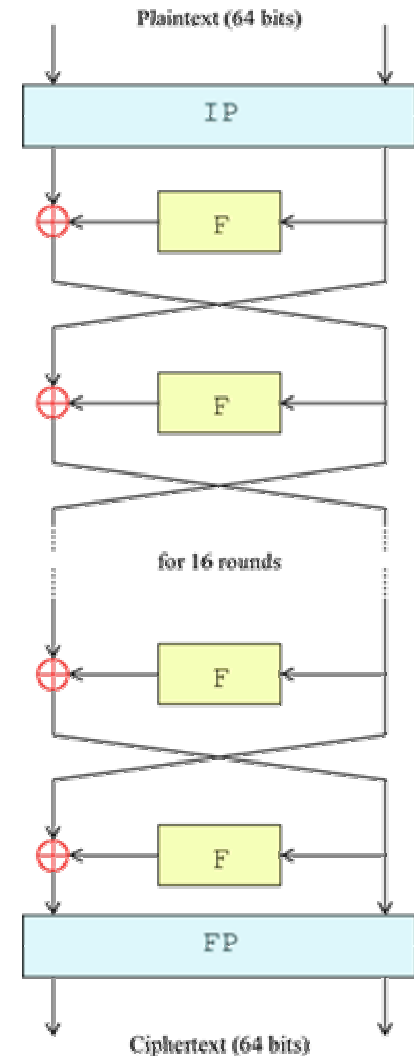 Plaintext (64 bits)
IP
F
F
for 16 rounds
F
F
FP
Ciphertext (64 bits)